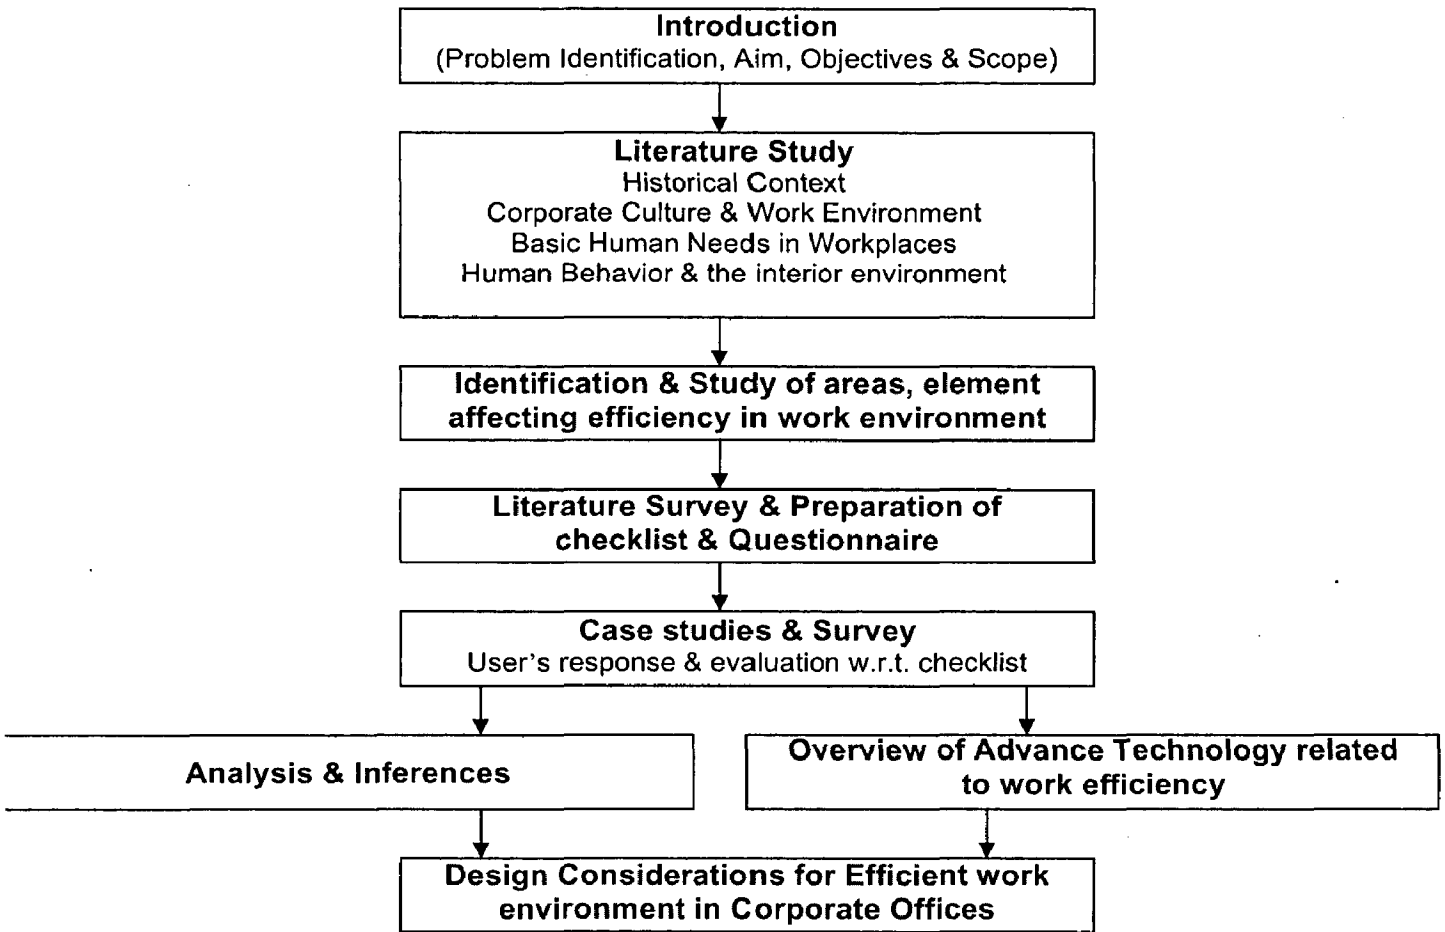 Introduction
(Problem Identification, Aim, Objectives & Scope)
Literature Study
Historical Context
Corporate Culture & Work Environment
Basic Human Needs in Workplaces
Human Behavior & the interior environment
Identification & Study of areas, element
affecting efficiency in work environment
Literature Survey & Preparation of
checklist & Questionnaire
Case studies & Survey
User's response & evaluation w.r.t. checklist
Analysis & Inferences
Overview of Advance Technology related
to work efficiency
Design Considerations for Efficient work
environment in Corporate Offices